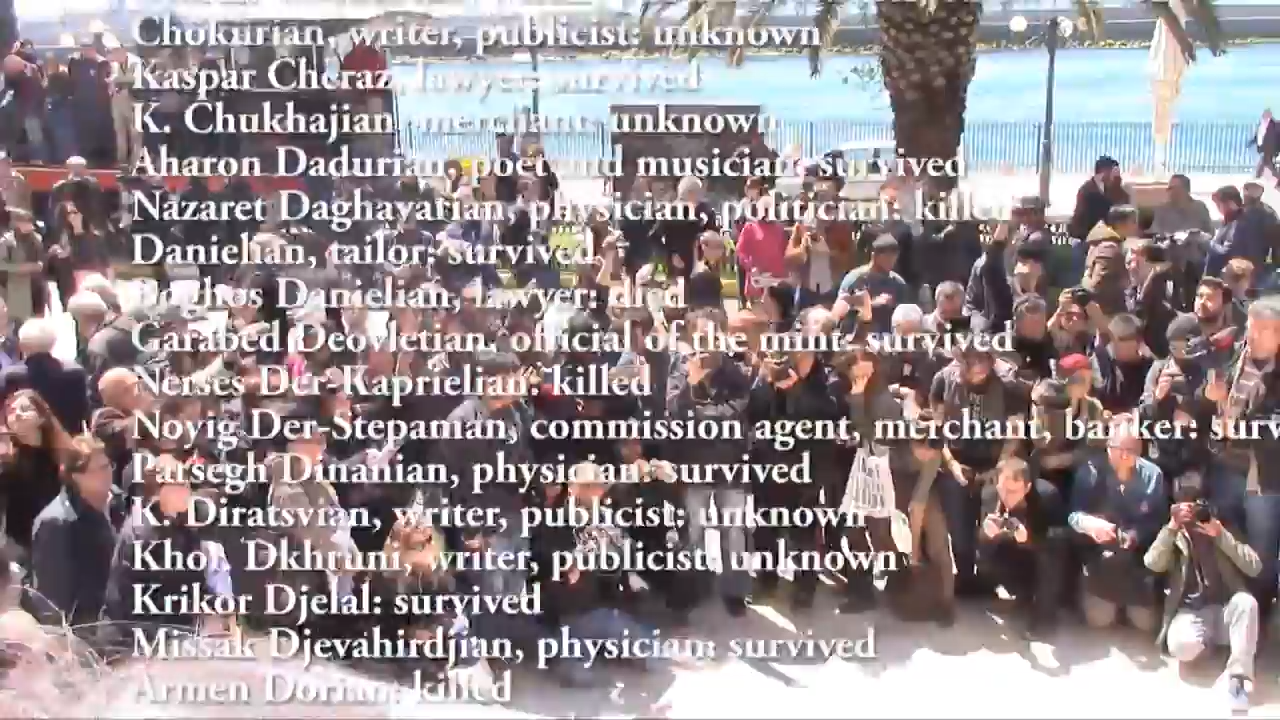 Chokurian, writer, publicist: unknown
Kaspar Cheraz, lawyer: survived
K. Chukhajian, merchant: unknown
Aharon Dadurian, poet and musician: survived
Nazaret Daghavarian, physician, politician: killed
Danielian, tailor: survived
Boghos Danielian, lawyer: died
Garabed Deovletian, official of the mint: survived
Nerses Der-Kaprielian: killed
Noyig Der-Stepanian, commission agent, merchant, banker: surv
Parsegh Dinanian, physician: survived
K. Diratsvian, writer, publicist: unknown
Khor. Dkhruni, writer, publicist: unknown
Krikor Djelal: survived
Missak Djevahirdjian, physician: survived
Armen Dorian: killed